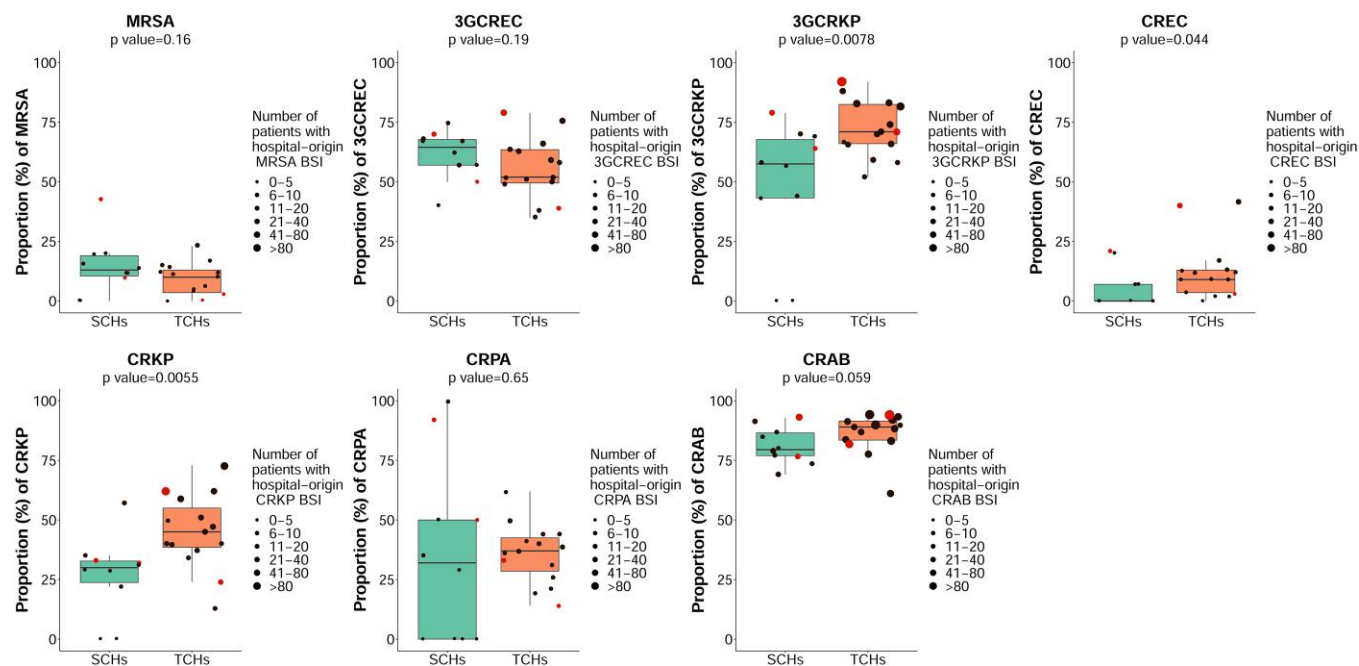 MRSA
p value=0.16
Proportion (%) of MRSA
100
75
50
25
0
SCHs
TCHs
Number of
patients with
hospital−origin
MRSA BSI
0−5
6−10
11−20
21−40
41−80
>80
3GCREC
p value=0.19
Proportion (%) of 3GCREC
100
75
50
25
0
SCHs
TCHs
Number of
patients with
hospital−origin
3GCREC BSI
0−5
6−10
11−20
21−40
41−80
>80
3GCRKP
p value=0.0078
Proportion (%) of 3GCRKP
100
75
50
25
0
SCHs
TCHs
Number of
patients with
hospital−origin
3GCRKP BSI
0−5
6−10
11−20
21−40
41−80
>80
CREC
p value=0.044
Proportion (%) of CREC
100
75
50
25
0
SCHs
TCHs
Number of
patients with
hospital−origin
CREC BSI
0−5
6−10
11−20
21−40
41−80
>80
CRKP
p value=0.0055
Proportion (%) of CRKP
100
75
50
25
0
SCHs
TCHs
Number of
patients with
hospital−origin
CRKP BSI
0−5
6−10
11−20
21−40
41−80
>80
CRPA
p value=0.65
Proportion (%) of CRPA
100
75
50
25
0
SCHs
TCHs
Number of
patients with
hospital−origin
CRPA BSI
0−5
6−10
11−20
21−40
41−80
>80
CRAB
p value=0.059
Proportion (%) of CRAB
100
75
50
25
0
SCHs
TCHs
Number of
patients with
hospital−origin
CRAB BSI
0−5
6−10
11−20
21−40
41−80
>80